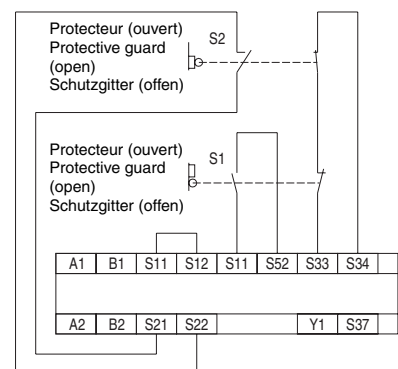 Protecteur (ouvert)
Protective guard
(open)
Schutzgitter (offen)
S2
Protecteur (ouvert)
Protective guard
(open)
Schutzgitter (offen)
S1
A1 B1 S11 S12 S11 S52 S33 S34
A2 B2 S21 S22 Y1 S37